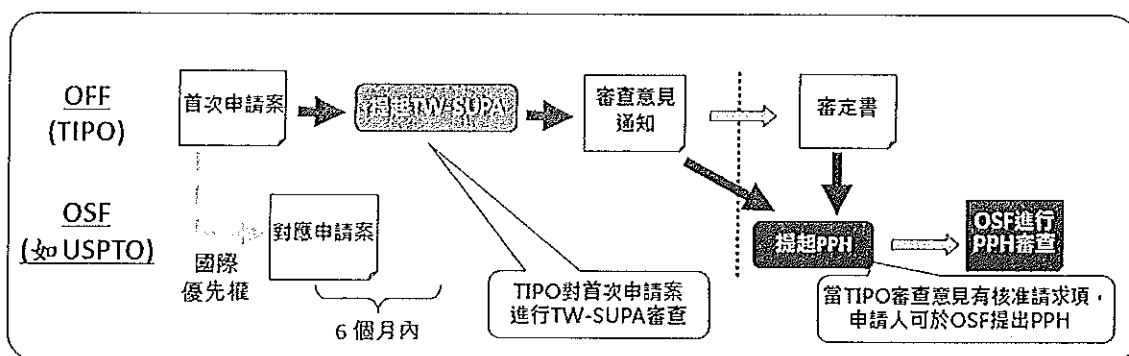 OFF
(TIPO)
首次申請案
提起TW-SUPA
審查意見
通知
審定書
OSF
(如 USPTO)
國際
優先權
對應申請案
6 個月內
TIPO對首次申請案
進行TW-SUPA審查
提起PPH
OSF進行
PPH審查
當TIPO審查意見有核准請求項，
申請人可於OSF提出PPH